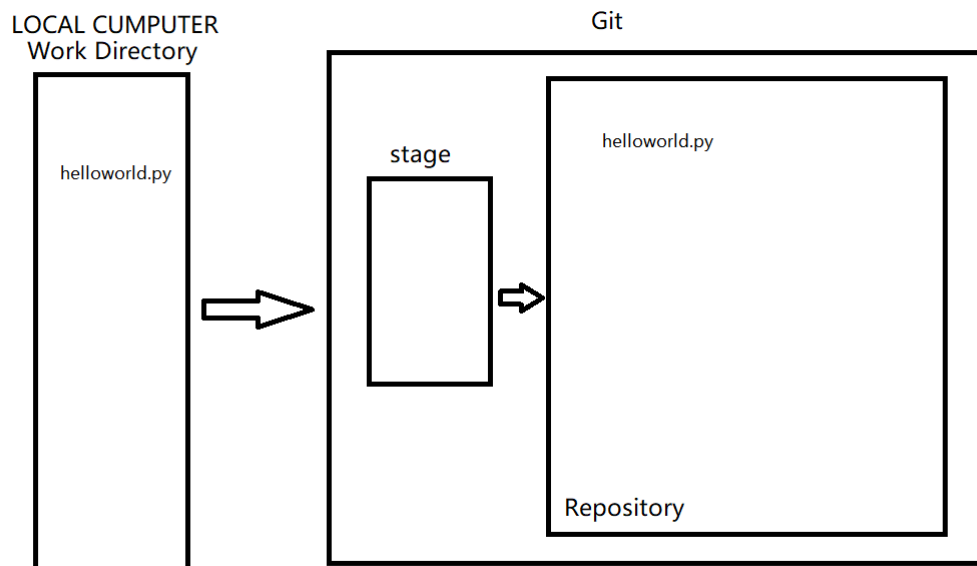 LOCAL CUMPUTER
Work Directory
helloworld.py
Git
stage
helloworld.py
Repository